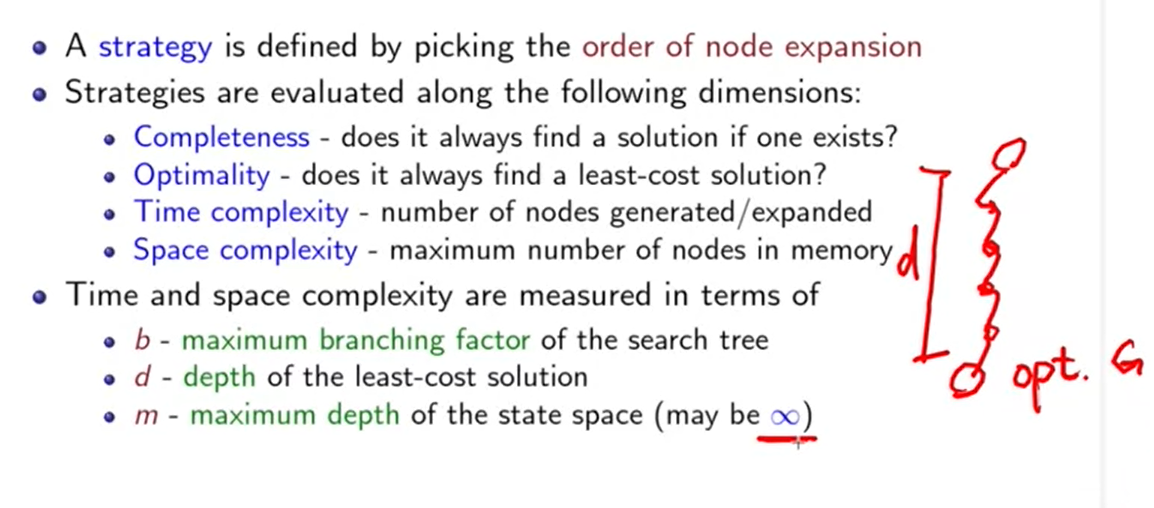 A strategy is defined by picking the order of node expansion
Strategies are evaluated along the following dimensions:
Completeness - does it always find a solution if one exists?
Optimality - does it always find a least-cost solution?
Time complexity - number of nodes generated/expanded
Space complexity - maximum number of nodes in memory
d
Time and space complexity are measured in terms of
b - maximum branching factor of the search tree
d - depth of the least-cost solution
opt. G
m - maximum depth of the state space (may be ∞)